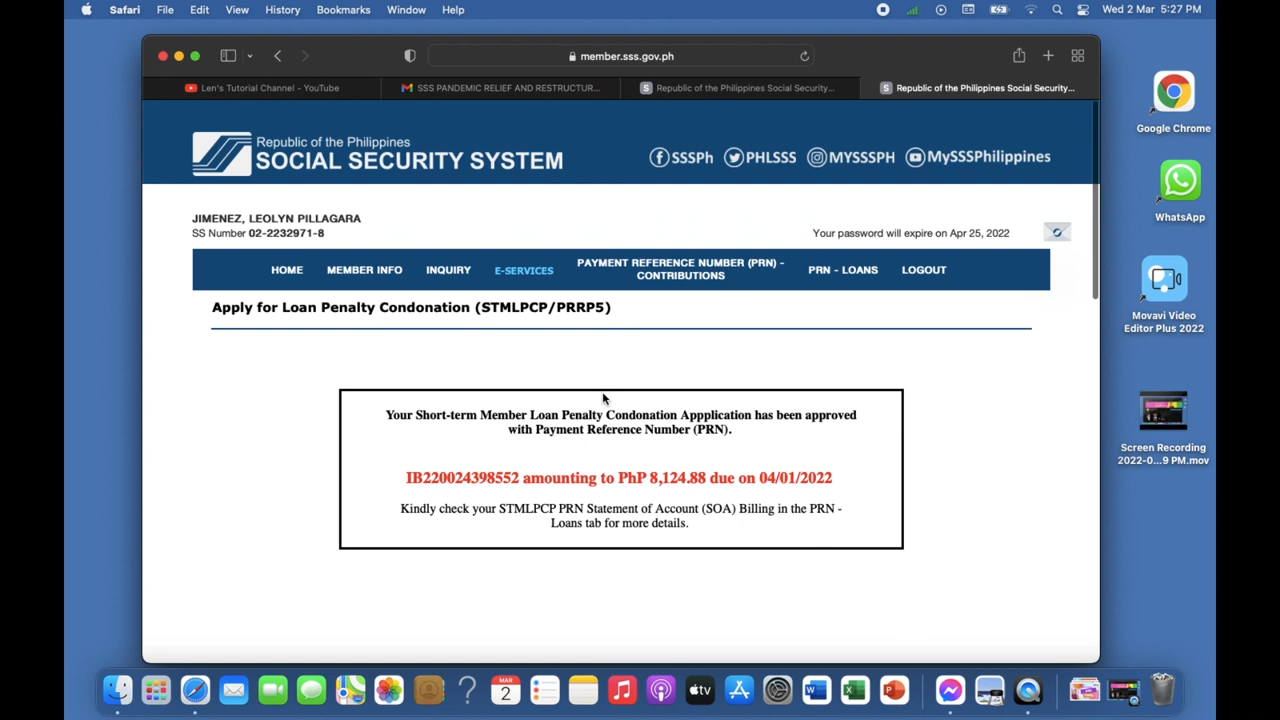 Safari File Edit View History Bookmarks Window Help Wed 2 Mar 5:27 PM
member.sss.gov.ph
Len's Tutorial Channel - YouTube SSS PANDEMIC RELIEF AND RESTRUCTUR... Republic of the Philippines Social Security... Republic of the Philippines Social Security...
Republic of the Philippines
SOCIAL SECURITY SYSTEM
SSSPh PHLSSS MYSSSPH MySSSPhilippines
JIMENEZ, LEOLYN PILLAGARA
SS Number 02-2232971-8
Your password will expire on Apr 25, 2022
HOME MEMBER INFO INQUIRY E-SERVICES PAYMENT REFERENCE NUMBER (PRN) - CONTRIBUTIONS PRN - LOANS LOGOUT
Apply for Loan Penalty Condonation (STMLPCP/PRRP5)
Your Short-term Member Loan Penalty Condonation Appplication has been approved
with Payment Reference Number (PRN).
IB220024398552 amounting to PhP 8,124.88 due on 04/01/2022
Kindly check your STMLPCP PRN Statement of Account (SOA) Billing in the PRN -
Loans tab for more details.
Google Chrome
WhatsApp
Movavi Video
Editor Plus 2022
Screen Recording
2022-0...9 PM.mov
MAR
2
tv